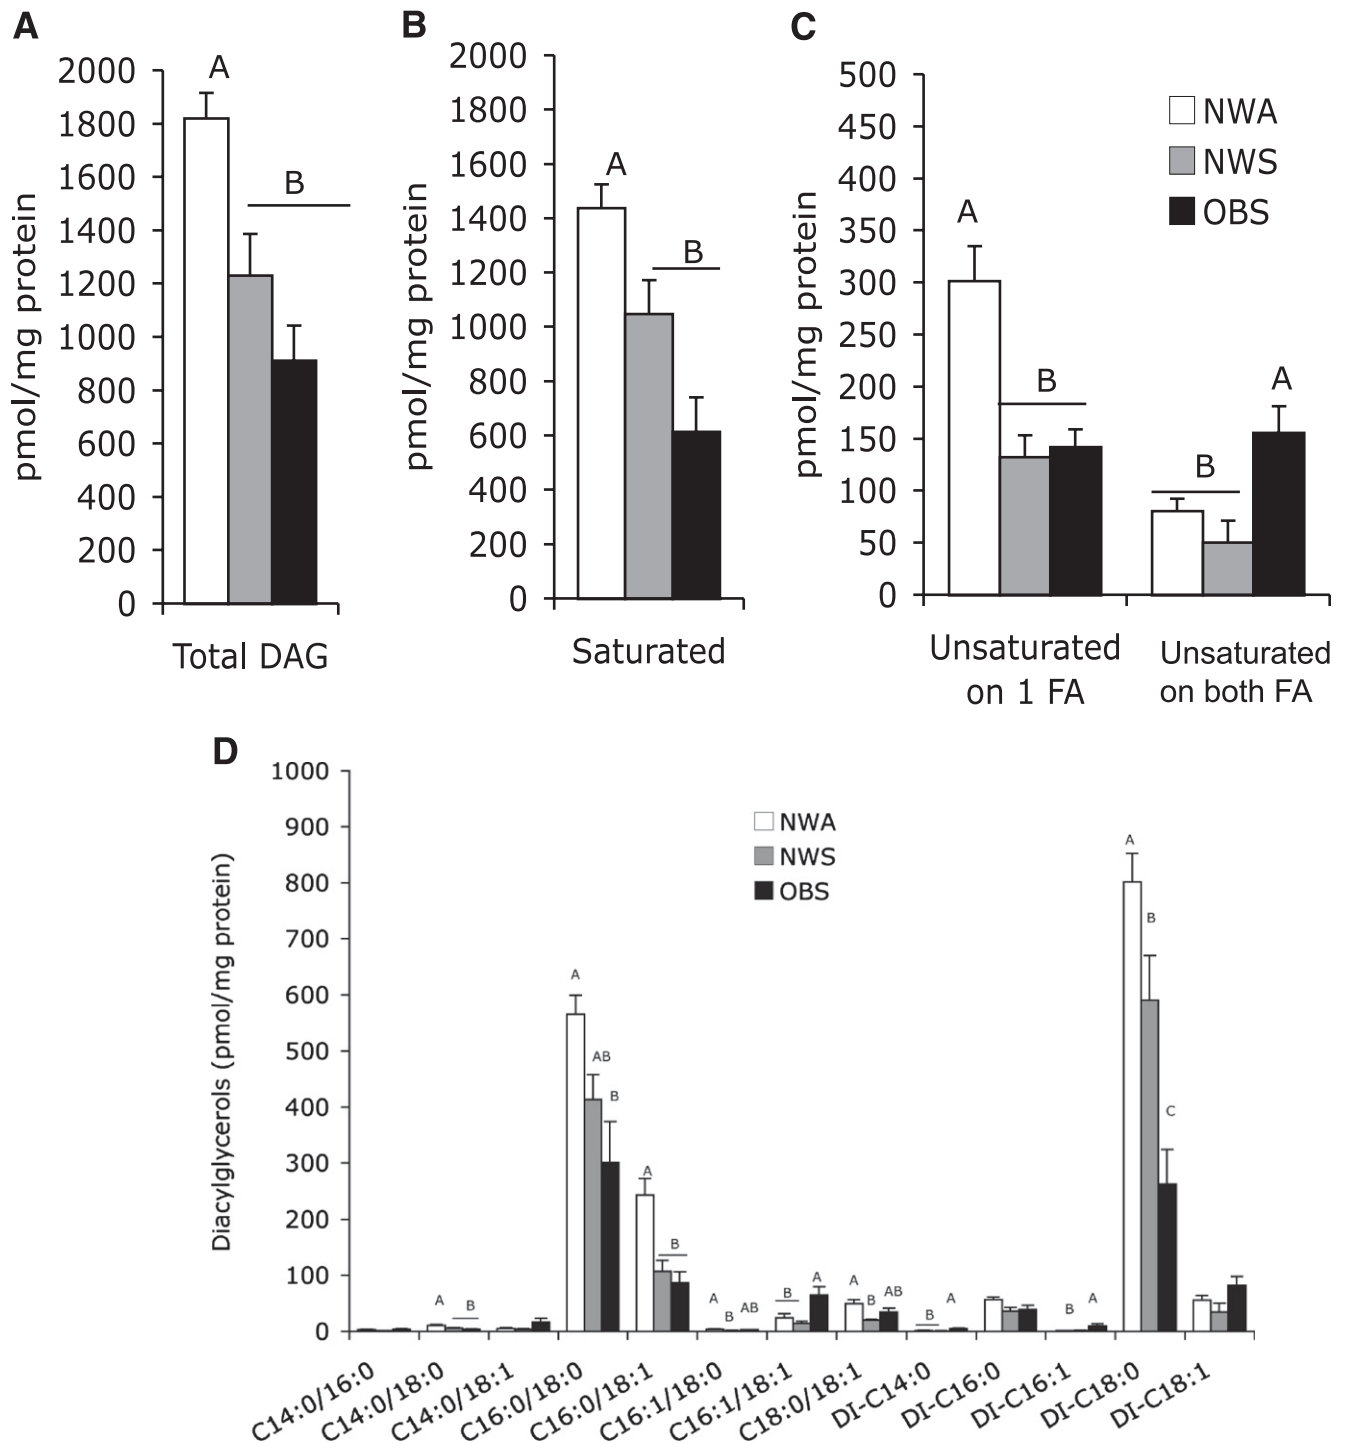 A
2000
1800
1600
1400
1200
1000
800
600
400
200
0
pmol/mg protein
A
B
Total DAG
B
2000
1800
1600
1400
1200
1000
800
600
400
200
0
pmol/mg protein
A
B
Saturated
C
500
450
400
350
300
250
200
150
100
50
0
pmol/mg protein
NWA
NWS
OBS
A
B
B
A
Unsaturated
on 1 FA
Unsaturated
on both FA
D
1000
900
800
700
600
500
400
300
200
100
0
Diacylglycerols (pmol/mg protein)
NWA
NWS
OBS
A
B
A
AB
B
A
B
A
B
AB
B
A
A
B
AB
B
A
B
A
A
B
C
C14:0/16:0
C14:0/18:0
C14:0/18:1
C16:0/18:0
C16:0/18:1
C16:1/18:0
C16:1/18:1
C18:0/18:1
DI-C14:0
DI-C16:0
DI-C16:1
DI-C18:0
DI-C18:1